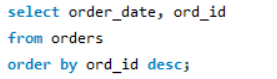 select order_date, ord_id
from orders
order by ord_id desc;